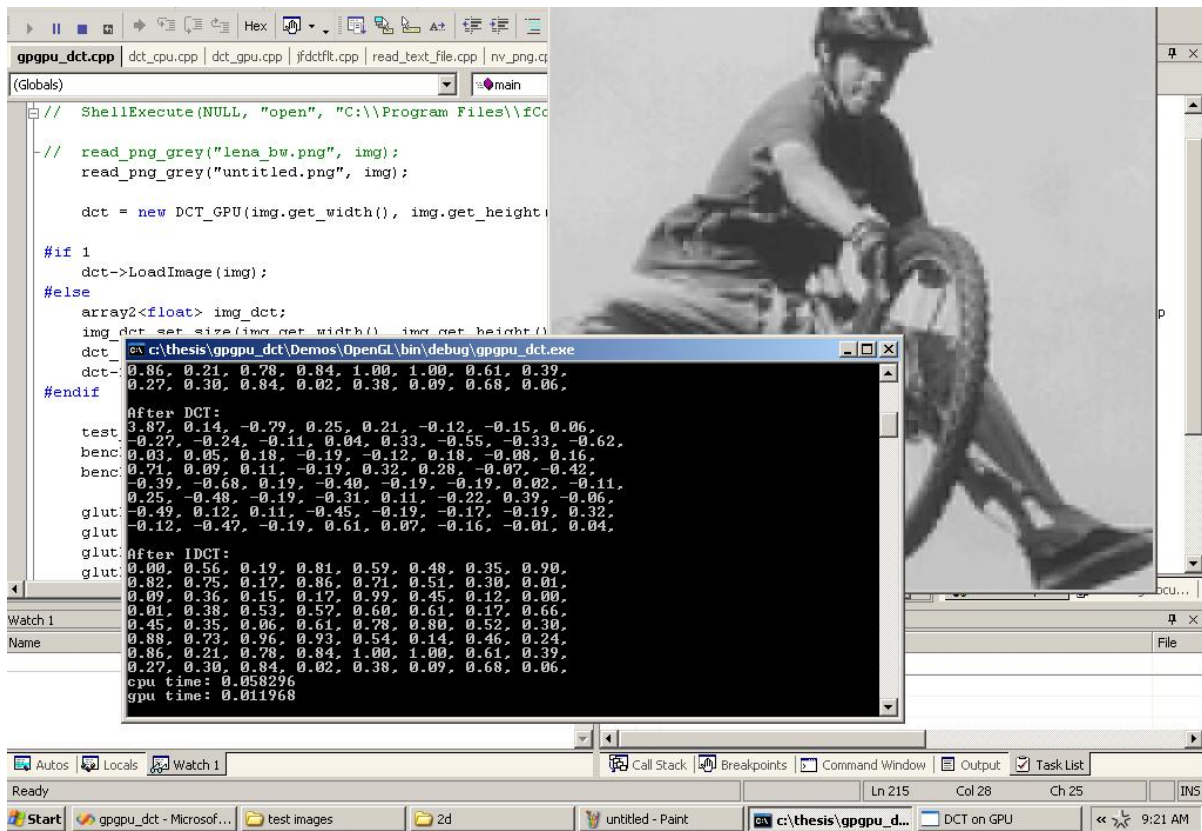 Hex
gpgpu_dct.cpp dct_cpu.cpp dct_gpu.cpp jfdctflt.cpp read_text_file.cpp nv_png.cp
(Globals) main
// ShellExecute(NULL, "open", "C:\\Program Files\\fCo
// read_png_grey("lena_bw.png", img);
read_png_grey("untitled.png", img);
dct = new DCT_GPU(img.get_width(), img.get_height(
#if 1
dct->LoadImage(img);
#else
array2<float> img_dct;
img_dct.set_size(img.get_width(), img.get_height()
dct_
dct-
#endif
test_
benc
benc
glut
glut
glut
glut
c:\thesis\gpgpu_dct\Demos\OpenGL\bin\debug\gpgpu_dct.exe
0.86, 0.21, 0.78, 0.84, 1.00, 1.00, 0.61, 0.39,
0.27, 0.30, 0.84, 0.02, 0.38, 0.09, 0.68, 0.06,
After DCT:
3.87, 0.14, -0.79, 0.25, 0.21, -0.12, -0.15, 0.06,
-0.27, -0.24, -0.11, 0.04, 0.33, -0.55, -0.33, -0.62,
0.03, 0.05, 0.18, -0.19, -0.12, 0.18, -0.08, 0.16,
0.71, 0.09, 0.11, -0.19, 0.32, 0.28, -0.07, -0.42,
-0.39, -0.68, 0.19, -0.40, -0.19, -0.19, 0.02, -0.11,
0.25, -0.48, -0.19, -0.31, 0.11, -0.22, 0.39, -0.06,
-0.49, 0.12, 0.11, -0.45, -0.19, -0.17, -0.19, 0.32,
-0.12, -0.47, -0.19, 0.61, 0.07, -0.16, -0.01, 0.04,
After IDCT:
0.00, 0.56, 0.19, 0.81, 0.59, 0.48, 0.35, 0.90,
0.82, 0.75, 0.17, 0.86, 0.71, 0.51, 0.30, 0.01,
0.09, 0.36, 0.15, 0.17, 0.99, 0.45, 0.12, 0.00,
0.01, 0.38, 0.53, 0.57, 0.60, 0.61, 0.17, 0.66,
0.45, 0.35, 0.06, 0.61, 0.78, 0.80, 0.52, 0.30,
0.88, 0.73, 0.96, 0.93, 0.54, 0.14, 0.46, 0.24,
0.86, 0.21, 0.78, 0.84, 1.00, 1.00, 0.61, 0.39,
0.27, 0.30, 0.84, 0.02, 0.38, 0.09, 0.68, 0.06,
cpu time: 0.058296
gpu time: 0.011968
Watch 1
Name
File
Autos Locals Watch 1
Call Stack Breakpoints Command Window Output Task List
Ready Ln 215 Col 28 Ch 25 INS
Start gpgpu_dct - Microsof... test images 2d untitled - Paint c:\thesis\gpgpu_d... DCT on GPU 9:21 AM